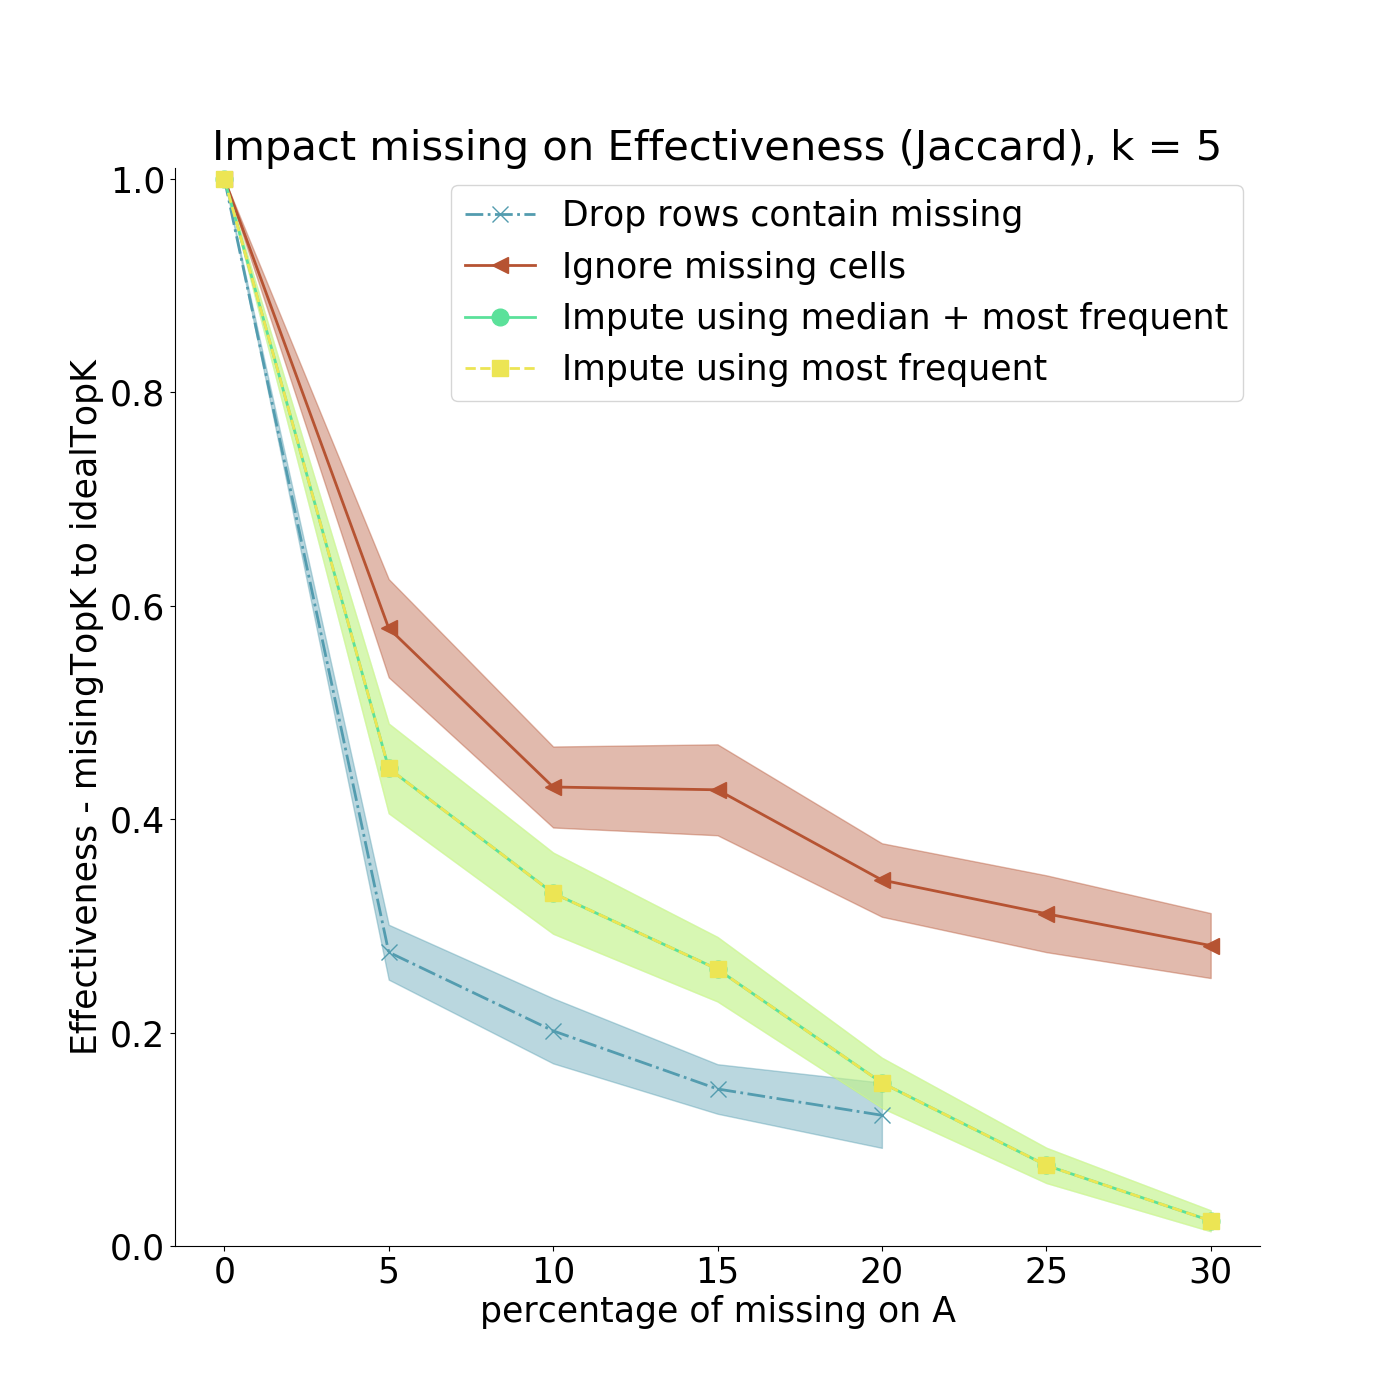 Impact missing on Effectiveness (Jaccard), k = 5
Drop rows contain missing
Ignore missing cells
Impute using median + most frequent
Impute using most frequent
Effectiveness - misingTopK to idealTopK
1.0
0.8
0.6
0.4
0.2
0.0
0 5 10 15 20 25 30
percentage of missing on A